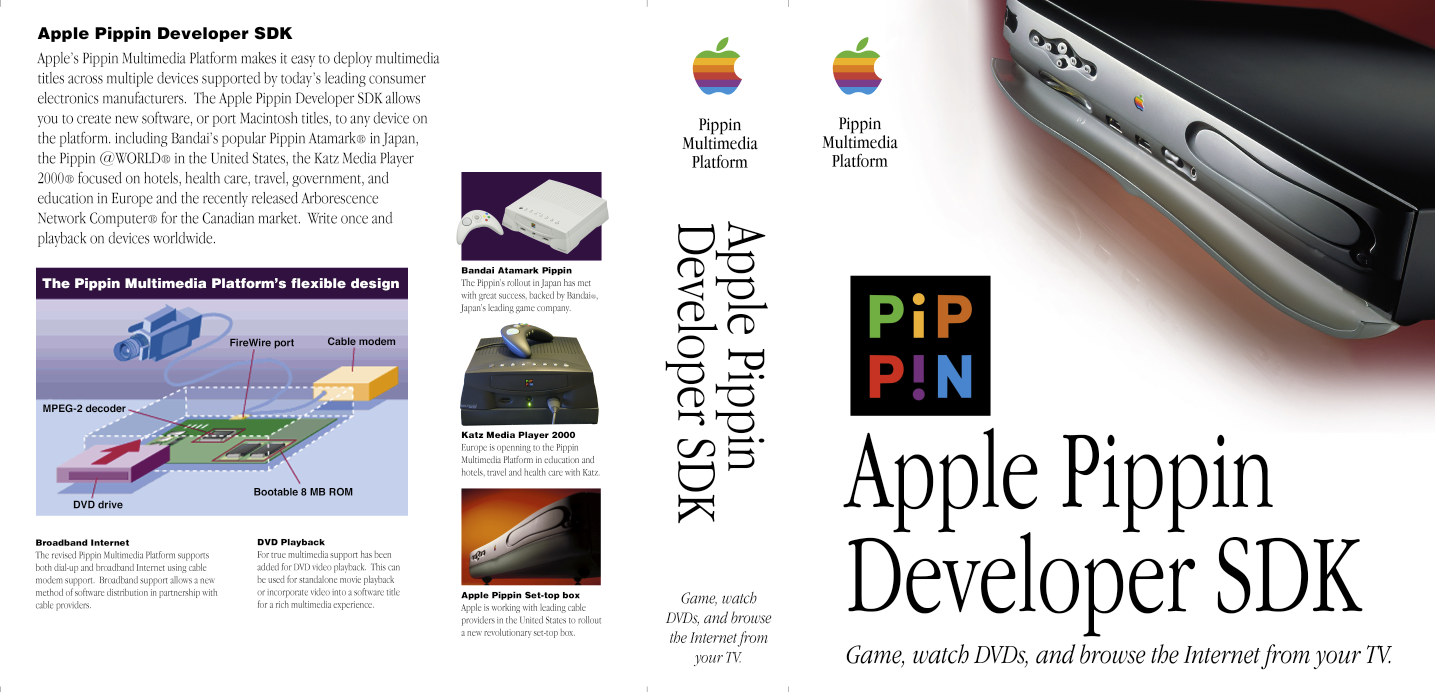 Apple Pippin Developer SDK
Apple's Pippin Multimedia Platform makes it easy to deploy multimedia
titles across multiple devices supported by today's leading consumer
electronics manufacturers. The Apple Pippin Developer SDK allows
you to create new software, or port Macintosh titles, to any device on
the platform. including Bandai's popular Pippin Atamark® in Japan,
the Pippin @WORLD® in the United States, the Katz Media Player
2000® focused on hotels, health care, travel, government, and
education in Europe and the recently released Arborescence
Network Computer® for the Canadian market. Write once and
playback on devices worldwide.
The Pippin Multimedia Platform's flexible design
FireWire port
Cable modem
MPEG-2 decoder
Bootable 8 MB ROM
DVD drive
Broadband Internet
The revised Pippin Multimedia Platform supports
both dial-up and broadband Internet using cable
modem support. Broadband support allows a new
method of software distribution in partnership with
cable providers.
DVD Playback
For true multimedia support has been
added for DVD video playback. This can
be used for standalone movie playback
or incorporate video into a software title
for a rich multimedia experience.
Bandai Atamark Pippin
The Pippin's rollout in Japan has met
with great success, backed by Bandai®,
Japan's leading game company.
Katz Media Player 2000
Europe is openning to the Pippin
Multimedia Platform in education and
hotels, travel and health care with Katz.
Apple Pippin Set-top box
Apple is working with leading cable
providers in the United States to rollout
a new revolutionary set-top box.
Pippin
Multimedia
Platform
Apple Pippin
Developer SDK
Game, watch
DVDs, and browse
the Internet from
your TV.
Pippin
Multimedia
Platform
PiP
P!N
Apple Pippin
Developer SDK
Game, watch DVDs, and browse the Internet from your TV.